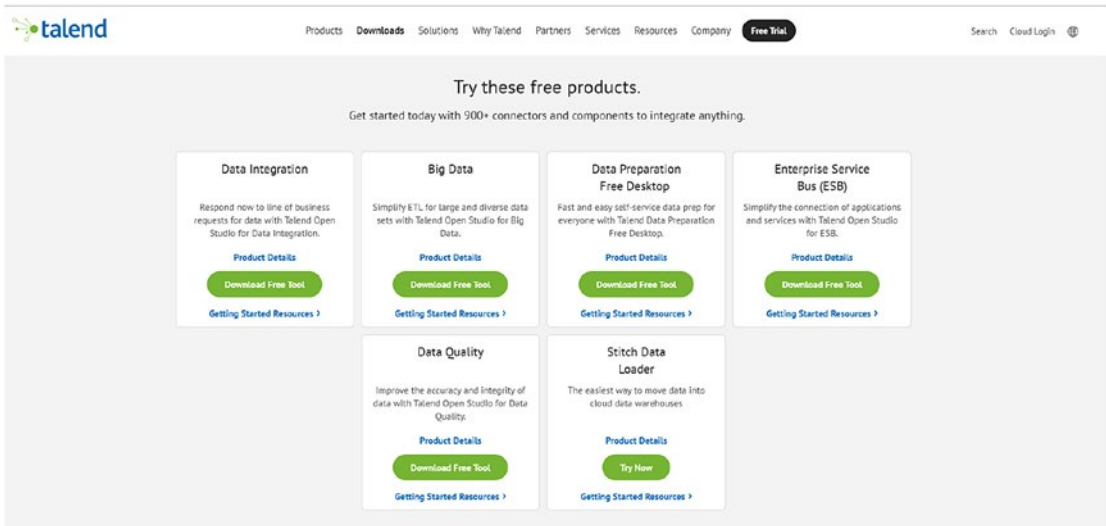 talend
Products Downloads Solutions Why Talend Partners Services Resources Company Free Trial
Search Cloud Login
Try these free products.
Get started today with 900+ connectors and components to integrate anything.
Data Integration
Respond now to line of business
requests for data with Talend Open
Studio for Data Integration.
Product Details
Download Free Tool
Getting Started Resources >
Big Data
Simplify ETL for large and diverse data
sets with Talend Open Studio for Big
Data.
Product Details
Download Free Tool
Getting Started Resources >
Data Preparation
Free Desktop
Fast and easy self-service data prep for
everyone with Talend Data Preparation
Free Desktop.
Product Details
Download Free Tool
Getting Started Resources >
Enterprise Service
Bus (ESB)
Simplify the connection of applications
and services with Talend Open Studio
for ESB.
Product Details
Download Free Tool
Getting Started Resources >
Data Quality
Improve the accuracy and integrity of
data with Talend Open Studio for Data
Quality.
Product Details
Download Free Tool
Getting Started Resources >
Stitch Data
Loader
The easiest way to move data into
cloud data warehouses
Product Details
Try Now
Getting Started Resources >